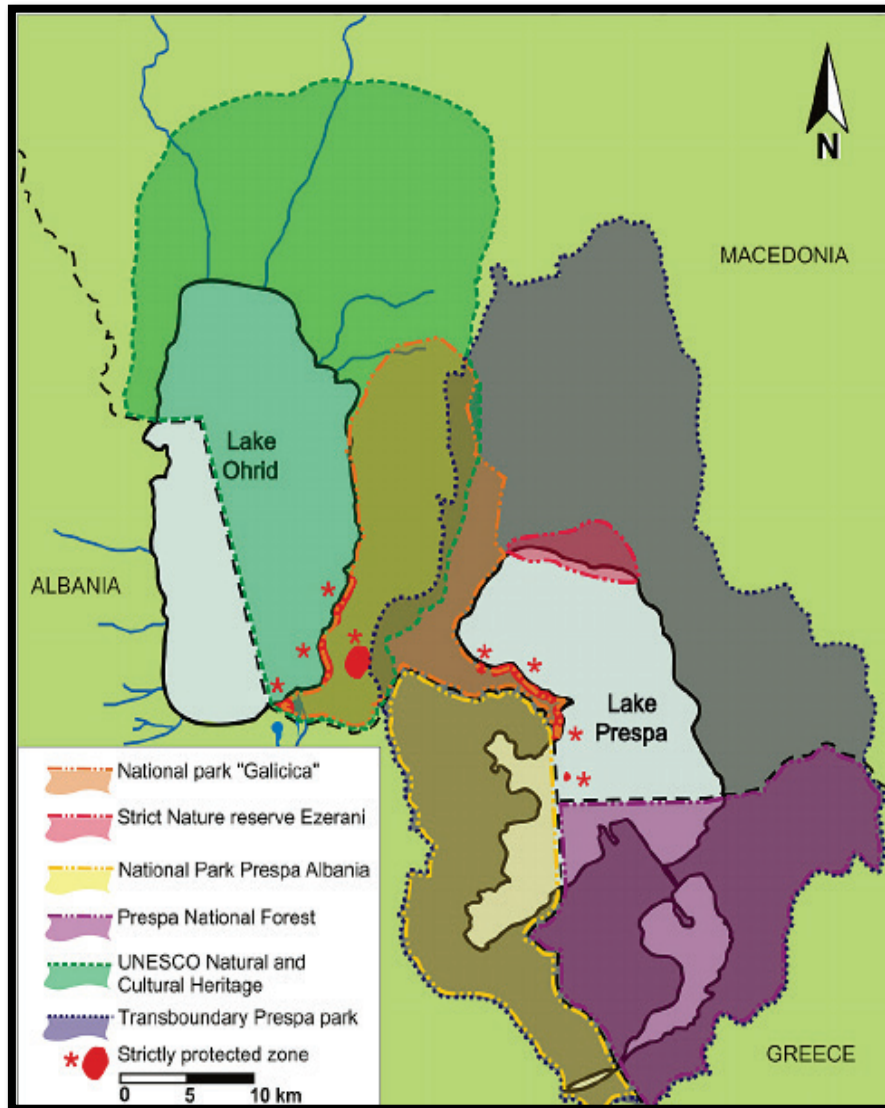 N
MACEDONIA
Lake
Ohrid
ALBANIA
Lake
Prespa
National park "Galicica"
Strict Nature reserve Ezerani
National Park Prespa Albania
Prespa National Forest
UNESCO Natural and
Cultural Heritage
Transboundary Prespa park
* Strictly protected zone
0 5 10 km
GREECE